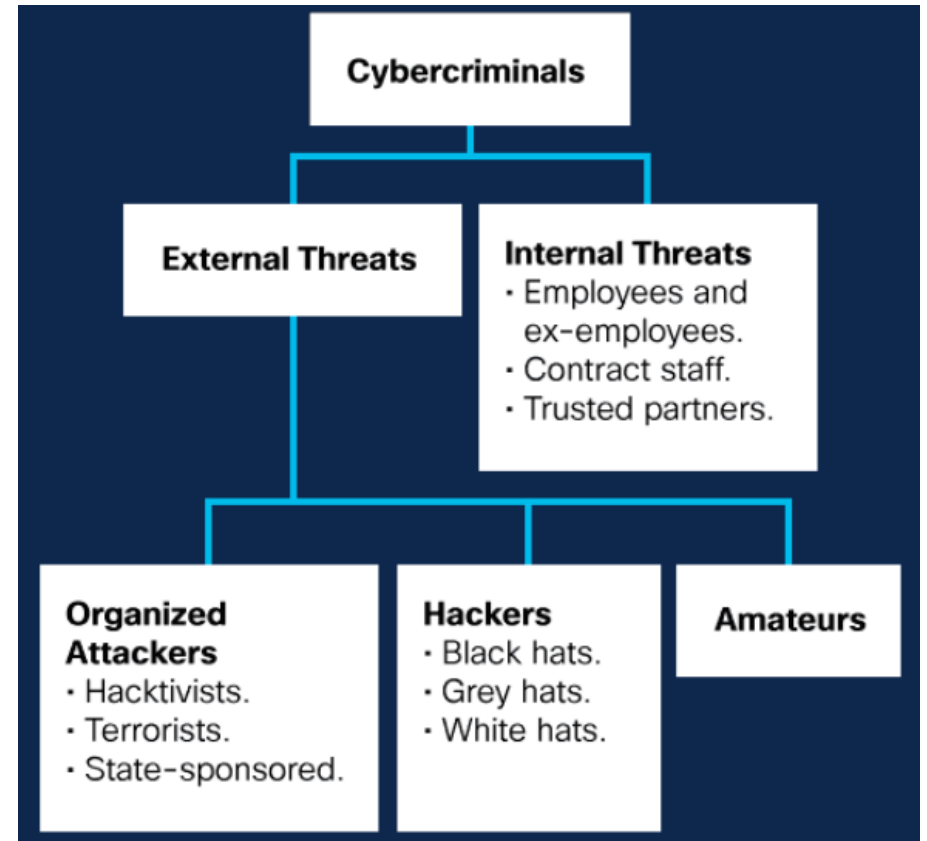 Cybercriminals
External Threats
Internal Threats
· Employees and
ex-employees.
· Contract staff.
· Trusted partners.
Organized
Attackers
· Hacktivists.
· Terrorists.
· State-sponsored.
Hackers
· Black hats.
· Grey hats.
· White hats.
Amateurs